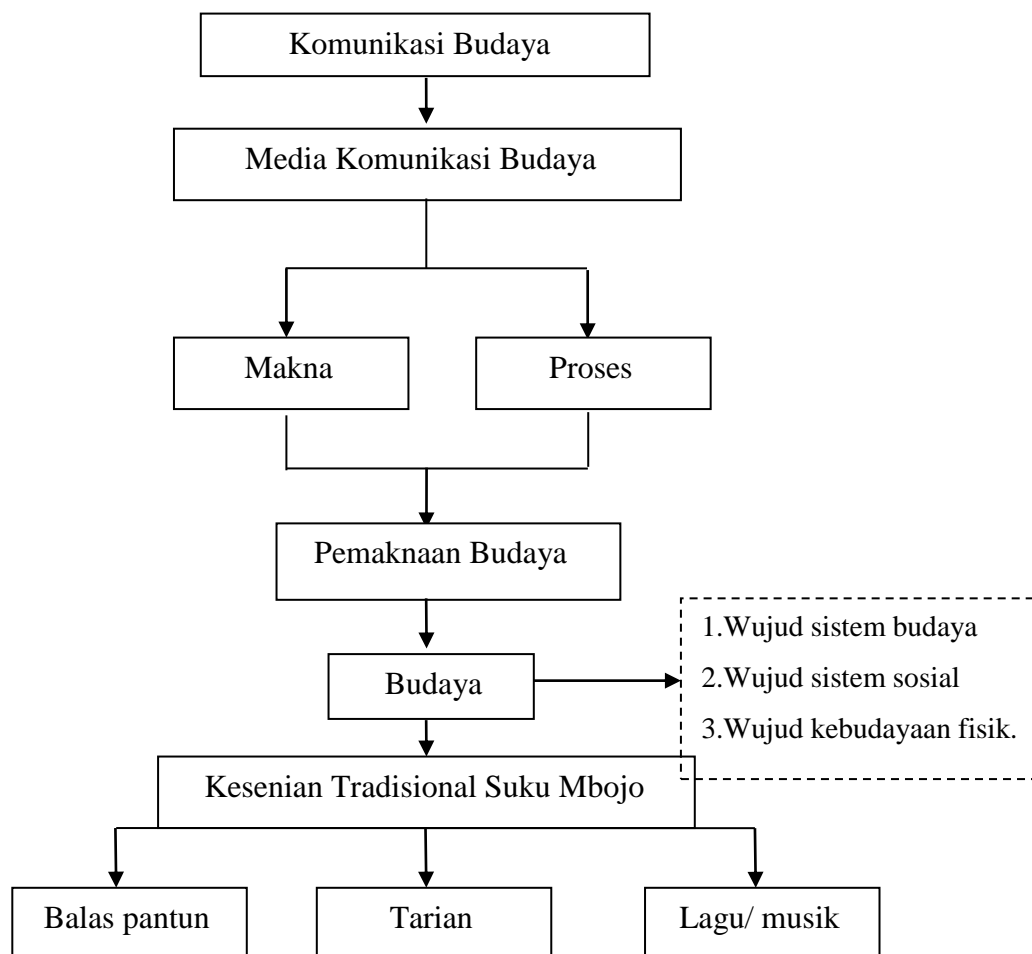 Komunikasi Budaya
Media Komunikasi Budaya
Makna
Proses
Pemaknaan Budaya
Budaya
1.Wujud sistem budaya
2.Wujud sistem sosial
3.Wujud kebudayaan fisik.
Kesenian Tradisional Suku Mbojo
Balas pantun
Tarian
Lagu/ musik